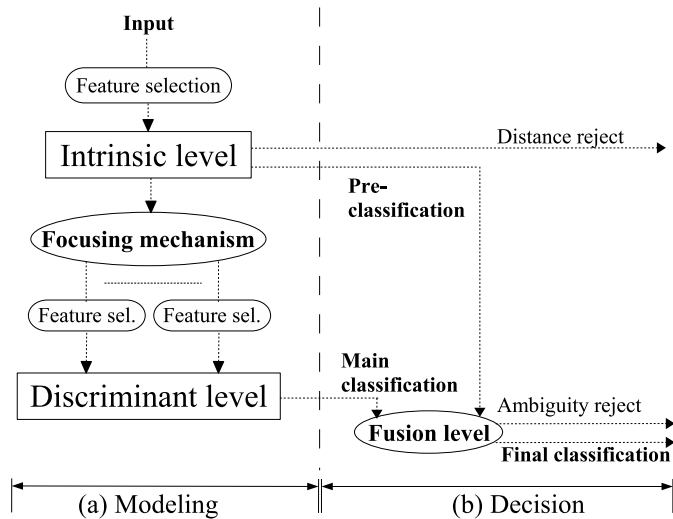 Input
Feature selection
Intrinsic level
Distance reject
Pre-
classification
Focusing mechanism
Feature sel.
Feature sel.
Main
classification
Discriminant level
Ambiguity reject
Fusion level
Final classification
(a) Modeling
(b) Decision